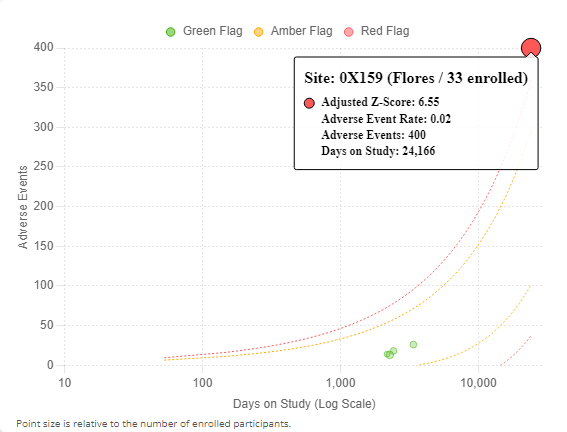 Green Flag Amber Flag Red Flag
400
Site: 0X159 (Flores / 33 enrolled)
350
Adjusted Z-Score: 6.55
Adverse Event Rate: 0.02
300
Adverse Events: 400
Days on Study: 24,166
250
200
150
100
50
0
Adverse Events
10 100 1,000 10,000
Days on Study (Log Scale)
Point size is relative to the number of enrolled participants.